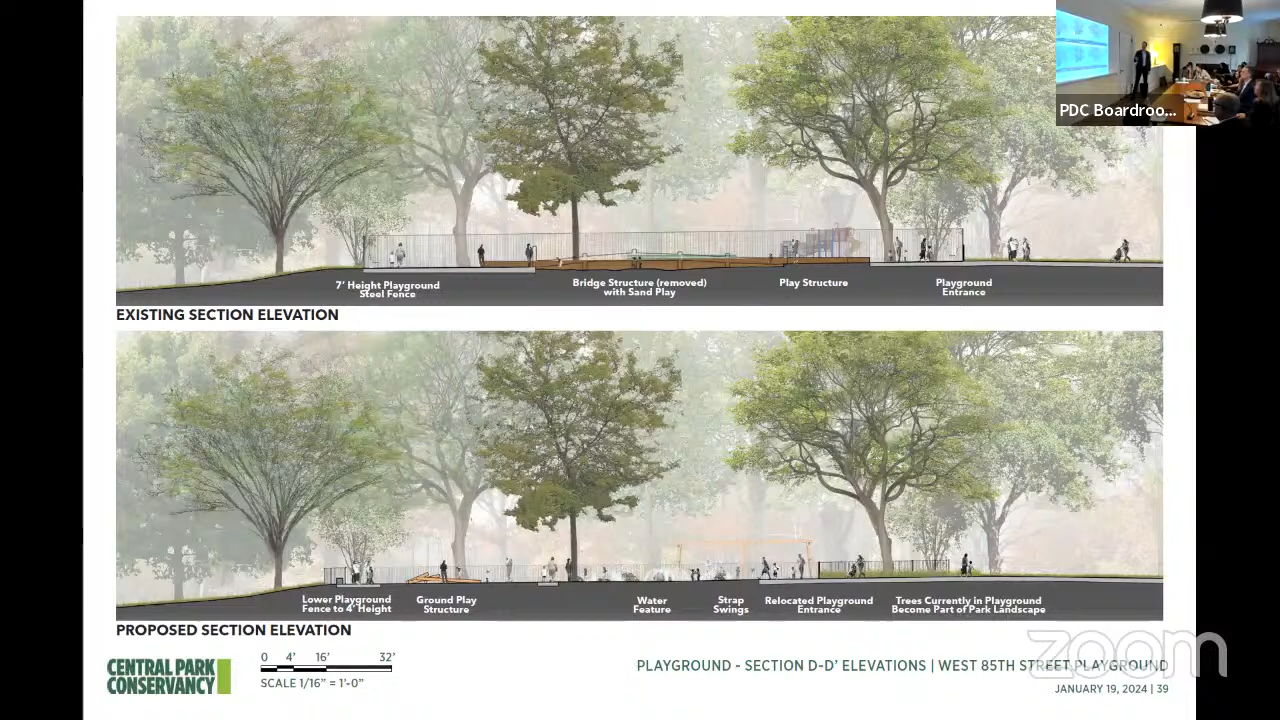 PDC Boardroo...
7' Height Playground
Steel Fence
Bridge Structure (removed)
with Sand Play
Play Structure
Playground
Entrance
EXISTING SECTION ELEVATION
Lower Playground
Fence to 4' Height
Ground Play
Structure
Water
Feature
Strap
Swings
Relocated Playground
Entrance
Trees Currently in Playground
Become Part of Park Landscape
PROPOSED SECTION ELEVATION
CENTRAL PARK
CONSERVANCY
0 4' 16' 32'
SCALE 1/16" = 1'-0"
PLAYGROUND - SECTION D-D' ELEVATIONS | WEST 85TH STREET PLAYGROUND
JANUARY 19, 2024 | 39
zoom